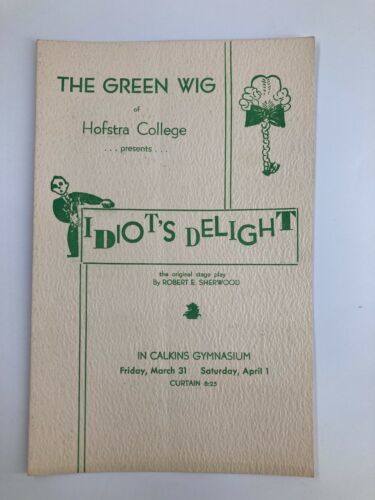 THE GREEN WIG
of
Hofstra College
. . . presents . . .
IDIOT'S DELIGHT
the original stage play
By ROBERT E. SHERWOOD
IN CALKINS GYMNASIUM
Friday, March 31 Saturday, April 1
CURTAIN 8:25